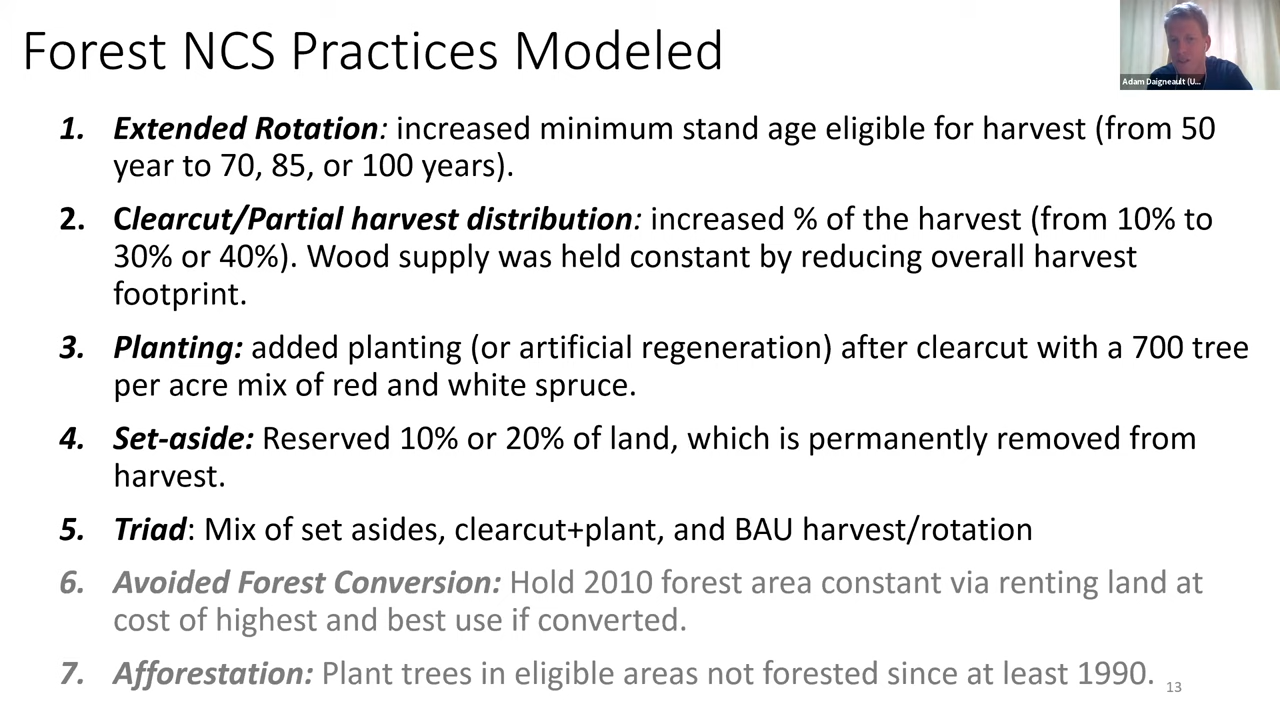 Forest NCS Practices Modeled
Adam Daigneault (U...
1. Extended Rotation: increased minimum stand age eligible for harvest (from 50
year to 70, 85, or 100 years).
2. Clearcut/Partial harvest distribution: increased % of the harvest (from 10% to
30% or 40%). Wood supply was held constant by reducing overall harvest
footprint.
3. Planting: added planting (or artificial regeneration) after clearcut with a 700 tree
per acre mix of red and white spruce.
4. Set-aside: Reserved 10% or 20% of land, which is permanently removed from
harvest.
5. Triad: Mix of set asides, clearcut+plant, and BAU harvest/rotation
6. Avoided Forest Conversion: Hold 2010 forest area constant via renting land at
cost of highest and best use if converted.
7. Afforestation: Plant trees in eligible areas not forested since at least 1990.
13